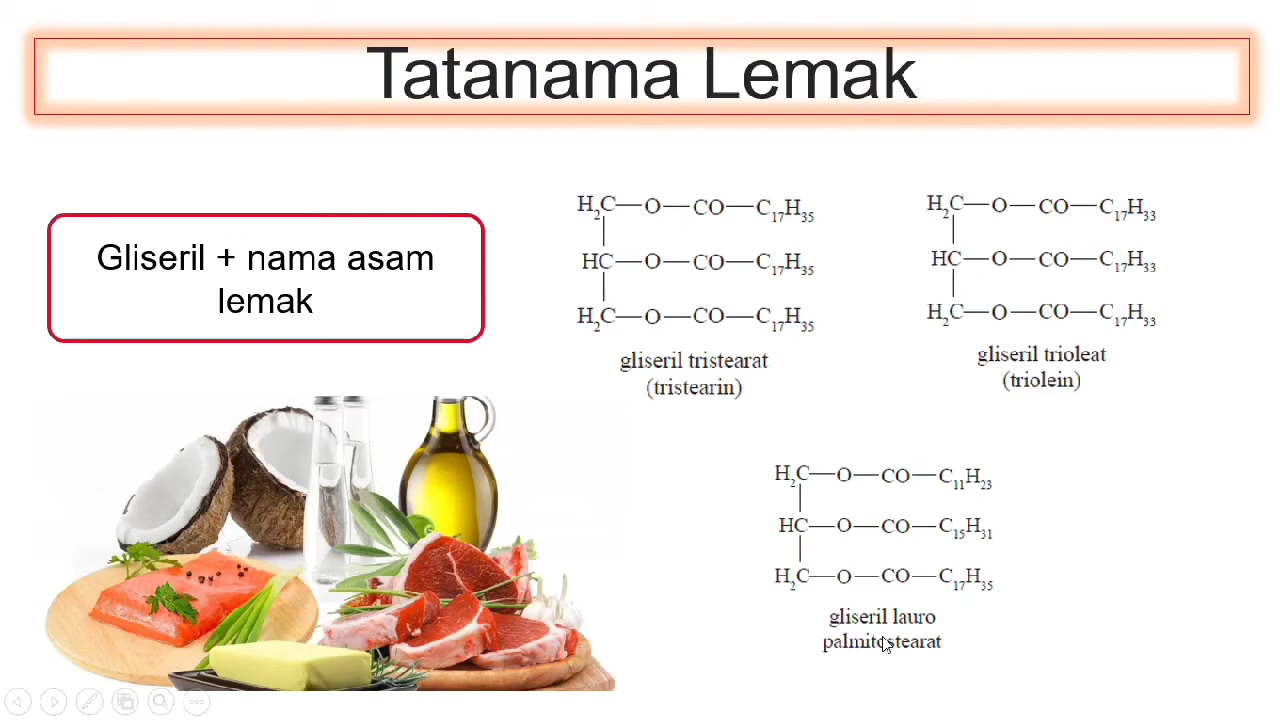 Tatanama Lemak
Gliseril + nama asam
lemak
H₂C—O—CO—C₁₇H₃₅
HC—O—CO—C₁₇H₃₅
H₂C—O—CO—C₁₇H₃₅
gliseril tristearat
(tristearin)
H₂C—O—CO—C₁₇H₃₃
HC—O—CO—C₁₇H₃₃
H₂C—O—CO—C₁₇H₃₃
gliseril trioleat
(triolein)
H₂C—O—CO—C₁₁H₂₃
HC—O—CO—C₁₅H₃₁
H₂C—O—CO—C₁₇H₃₅
gliseril lauro
palmitostearat